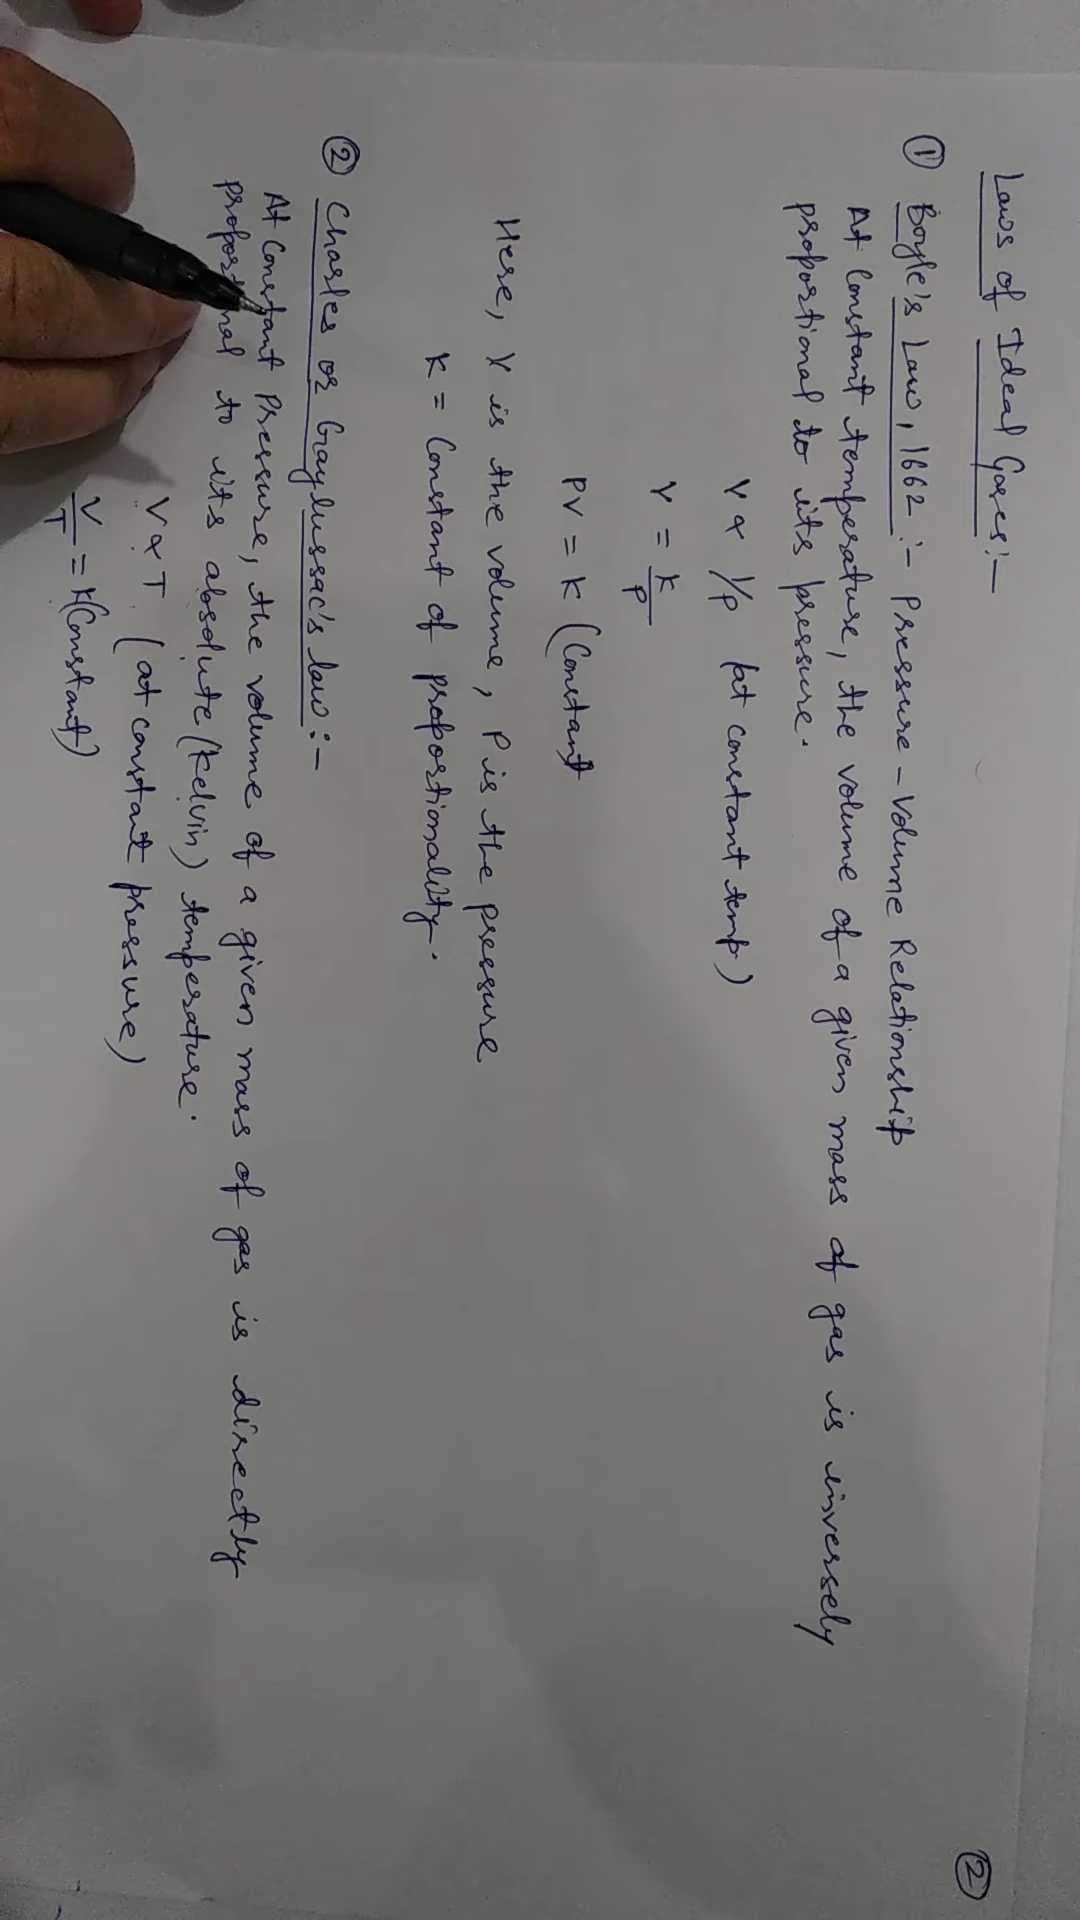 ②
Laws of Ideal Gases:-
① Boyle's Law, 1662 :- Pressure - Volume Relationship
At Constant temperature, the volume of a given mass of gas is inversely
proportional to its pressure.
V ∝ 1/P (at constant temp)
V = K/P
PV = K (Constant
Here, V is the volume, P is the pressure
K = Constant of proportionality.
② Charles or Gaylussac's law :-
At Constant Pressure, the volume of a given mass of gas is directly
to its absolute (Kelvin) temperature.
V ∝ T (at constant pressure)
V/T = K (Constant)